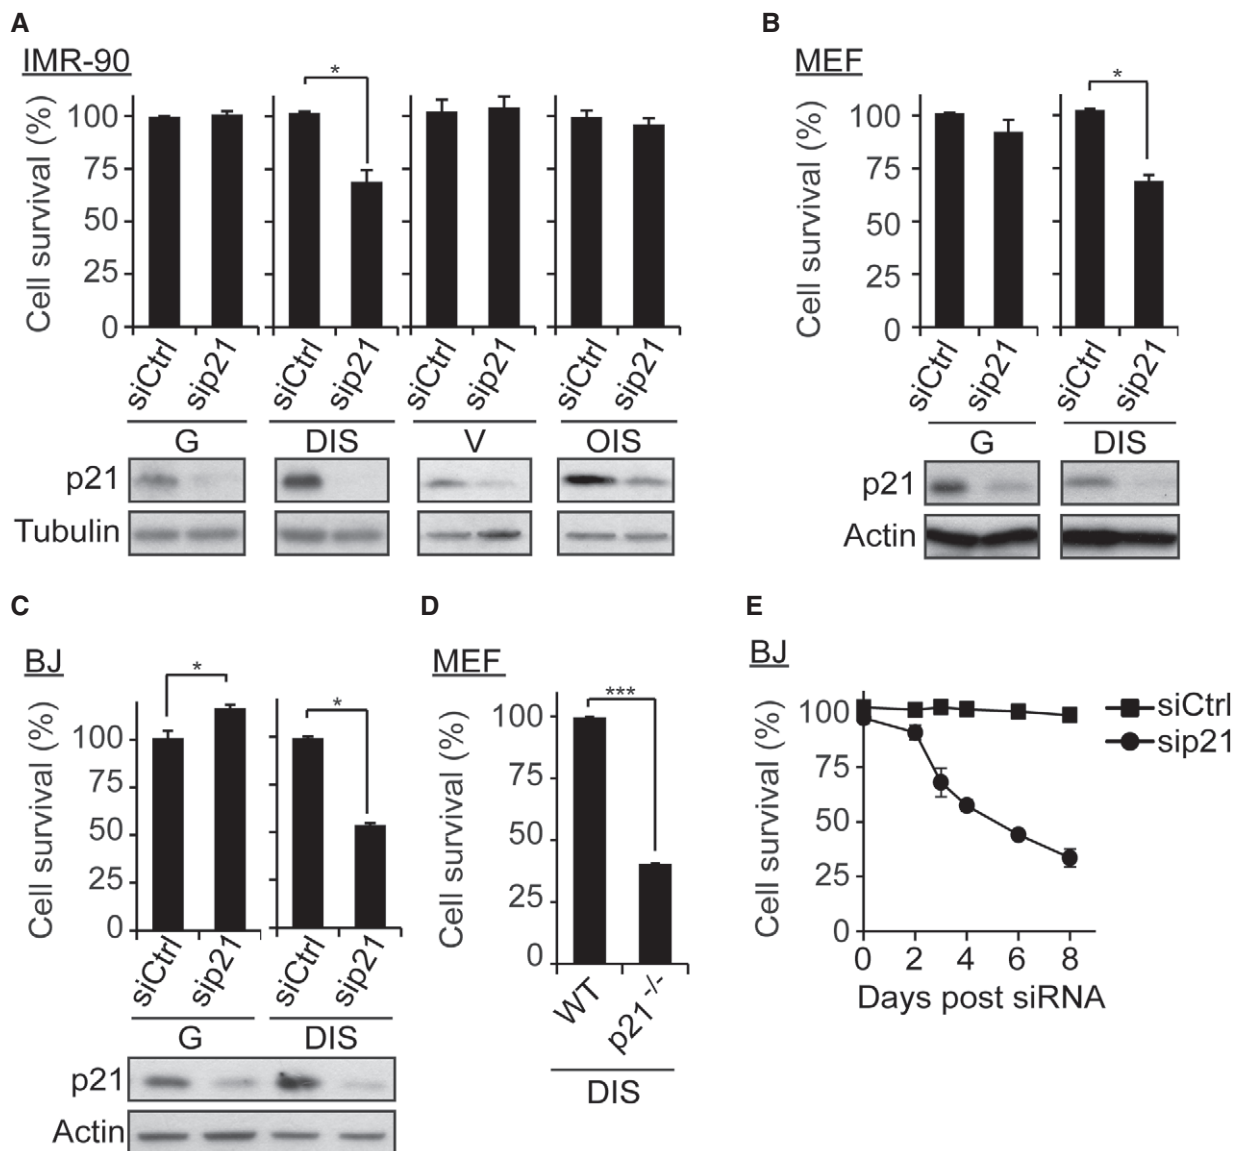 A
IMR-90
*
Cell survival (%)
100
75
50
25
0
siCtrl sip21 siCtrl sip21 siCtrl sip21 siCtrl sip21
G DIS V OIS
p21
Tubulin
B
MEF
*
Cell survival (%)
100
75
50
25
0
siCtrl sip21 siCtrl sip21
G DIS
p21
Actin
C
BJ
* *
Cell survival (%)
100
75
50
25
0
siCtrl sip21 siCtrl sip21
G DIS
p21
Actin
D
MEF
***
Cell survival (%)
100
75
50
25
0
WT p21 -/-
DIS
E
BJ
Cell survival (%)
100
75
50
25
0
0 2 4 6 8
Days post siRNA
siCtrl
sip21